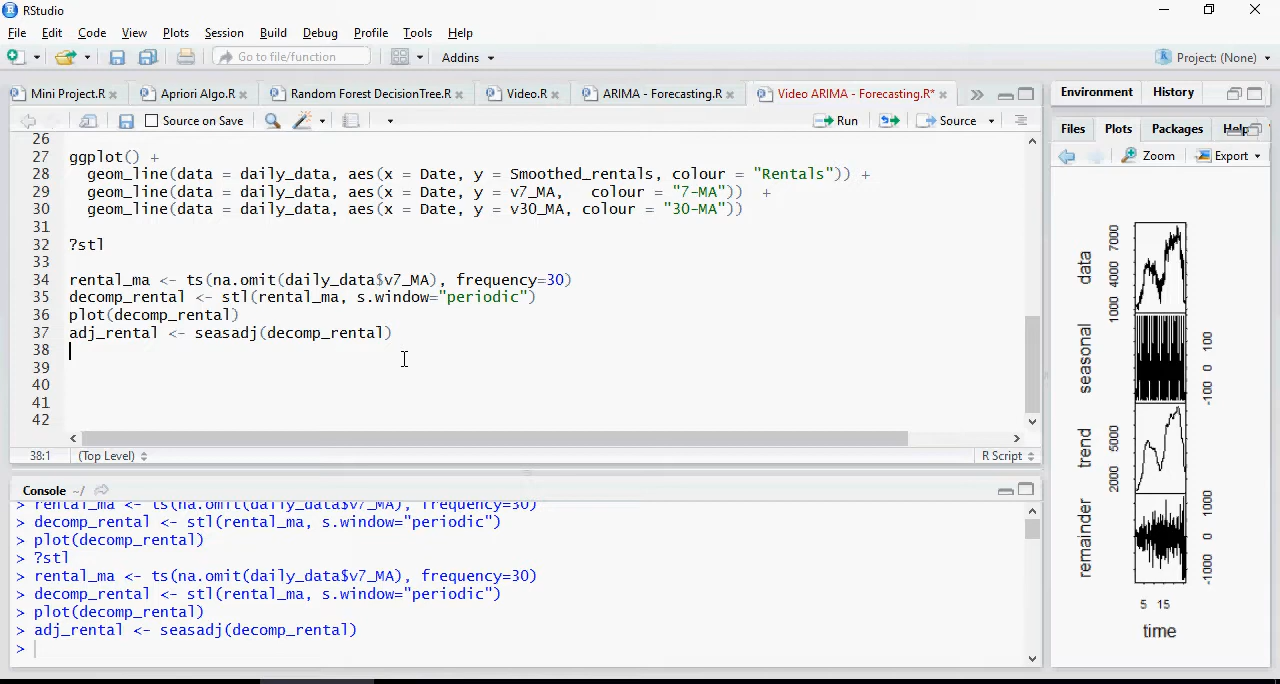 RStudio
File Edit Code View Plots Session Build Debug Profile Tools Help
Go to file/function Addins Project: (None)
Mini Project.R Apriori Algo.R Random Forest DecisionTree.R Video.R ARIMA - Forecasting.R Video ARIMA - Forecasting.R*
Source on Save Run Source
26
27 ggplot() +
28 geom_line(data = daily_data, aes(x = Date, y = Smoothed_rentals, colour = "Rentals")) +
29 geom_line(data = daily_data, aes(x = Date, y = v7_MA, colour = "7-MA")) +
30 geom_line(data = daily_data, aes(x = Date, y = v30_MA, colour = "30-MA"))
31
32 ?stl
33
34 rental_ma <- ts(na.omit(daily_data$v7_MA), frequency=30)
35 decomp_rental <- stl(rental_ma, s.window="periodic")
36 plot(decomp_rental)
37 adj_rental <- seasadj(decomp_rental)
38
39
40
41
42
38:1 (Top Level) R Script
Console ~/
> rental_ma <- ts(na.omit(daily_data$v7_MA), frequency=30)
> decomp_rental <- stl(rental_ma, s.window="periodic")
> plot(decomp_rental)
> ?stl
> rental_ma <- ts(na.omit(daily_data$v7_MA), frequency=30)
> decomp_rental <- stl(rental_ma, s.window="periodic")
> plot(decomp_rental)
> adj_rental <- seasadj(decomp_rental)
>
Environment History
Files Plots Packages Help
Zoom Export
data
1000 4000 7000
seasonal
-100 0 100
trend
2000 5000
remainder
-1000 0 1000
5 15
time